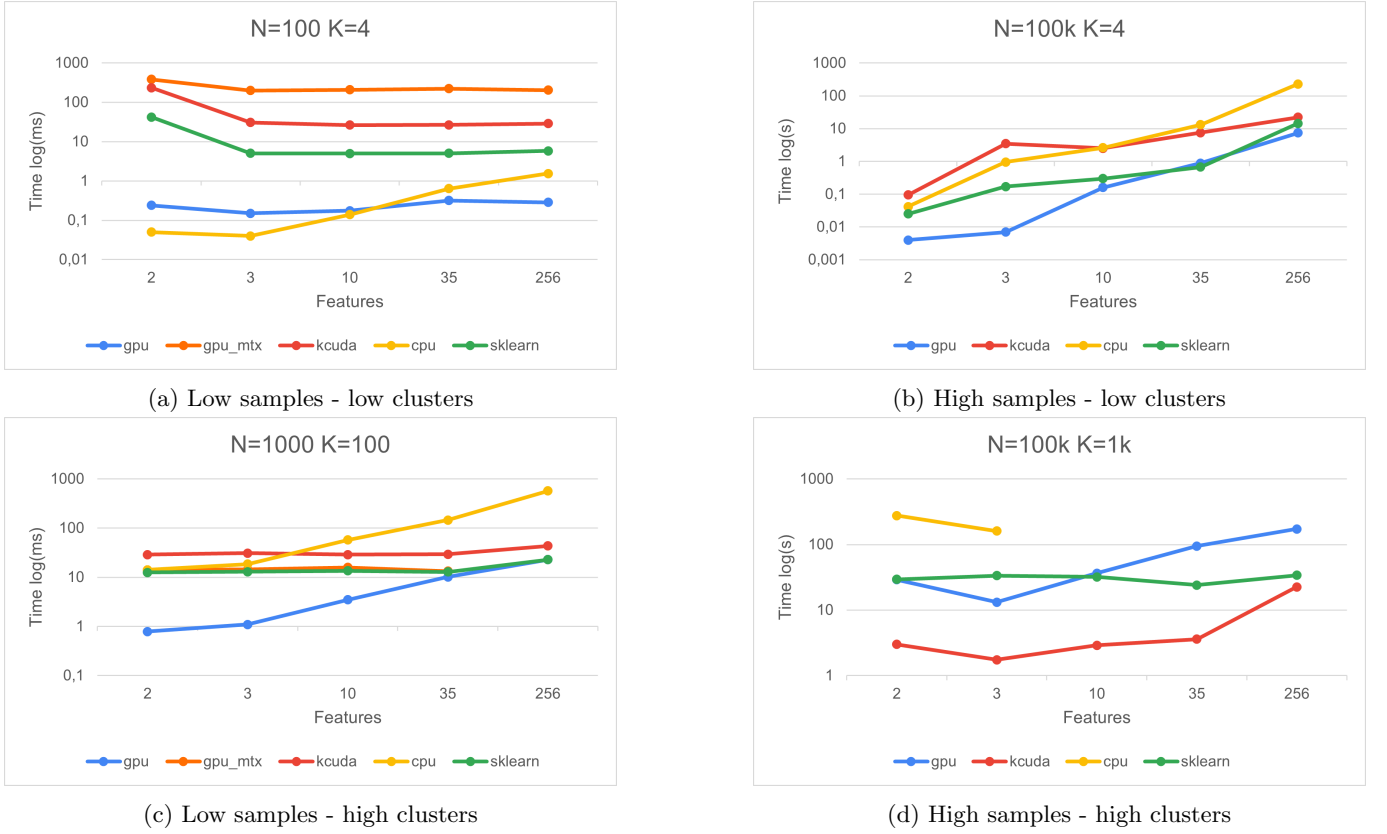 N=100 K=4
Time log(ms)
1000
100
10
1
0,1
0,01
2 3 10 35 256
Features
gpu gpu_mtx kcuda cpu sklearn
(a) Low samples - low clusters
N=100k K=4
Time log(s)
1000
100
10
1
0,1
0,01
0,001
2 3 10 35 256
Features
gpu kcuda cpu sklearn
(b) High samples - low clusters
N=1000 K=100
Time log(ms)
1000
100
10
1
0,1
2 3 10 35 256
Features
gpu gpu_mtx kcuda cpu sklearn
(c) Low samples - high clusters
N=100k K=1k
Time log(s)
1000
100
10
1
2 3 10 35 256
Features
gpu kcuda cpu sklearn
(d) High samples - high clusters